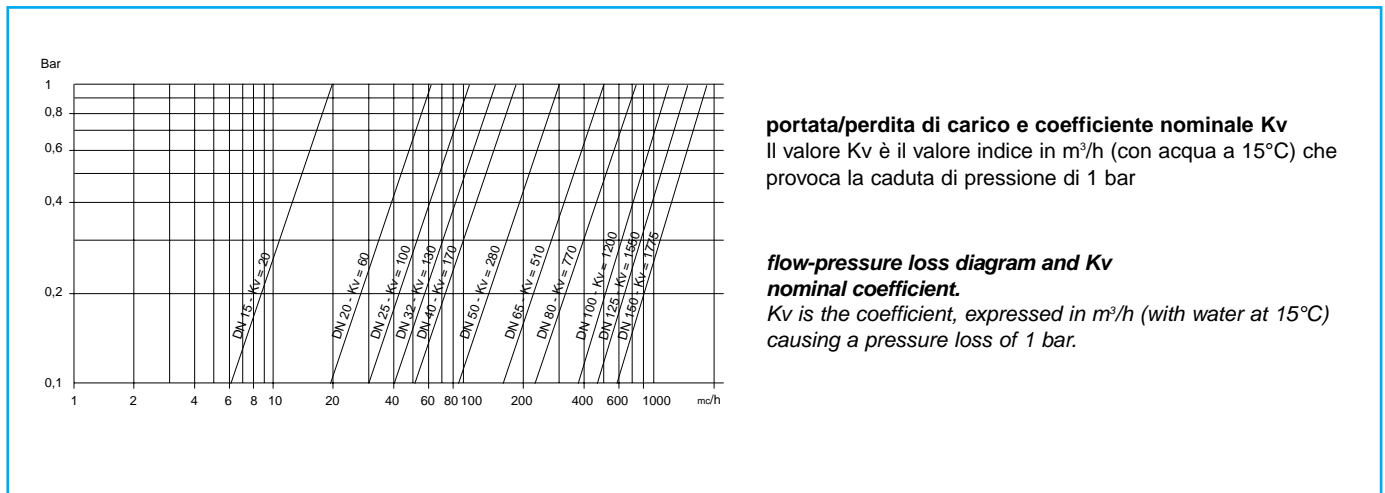 Bar
1
0,8
0,6
0,4
0,2
0,1
DN 15 - Kv = 20
DN 20 - Kv = 60
DN 25 - Kv = 100
DN 32 - Kv = 130
DN 40 - Kv = 170
DN 50 - Kv = 280
DN 65 - Kv = 510
DN 80 - Kv = 770
DN 100 - Kv = 1200
DN 125 - Kv = 1550
DN 150 - Kv = 1775
1 2 4 6 8 10 20 40 60 80 100 200 400 600 1000 mc/h
portata/perdita di carico e coefficiente nominale Kv
Il valore Kv è il valore indice in m³/h (con acqua a 15°C) che
provoca la caduta di pressione di 1 bar
flow-pressure loss diagram and Kv
nominal coefficient.
Kv is the coefficient, expressed in m³/h (with water at 15°C)
causing a pressure loss of 1 bar.